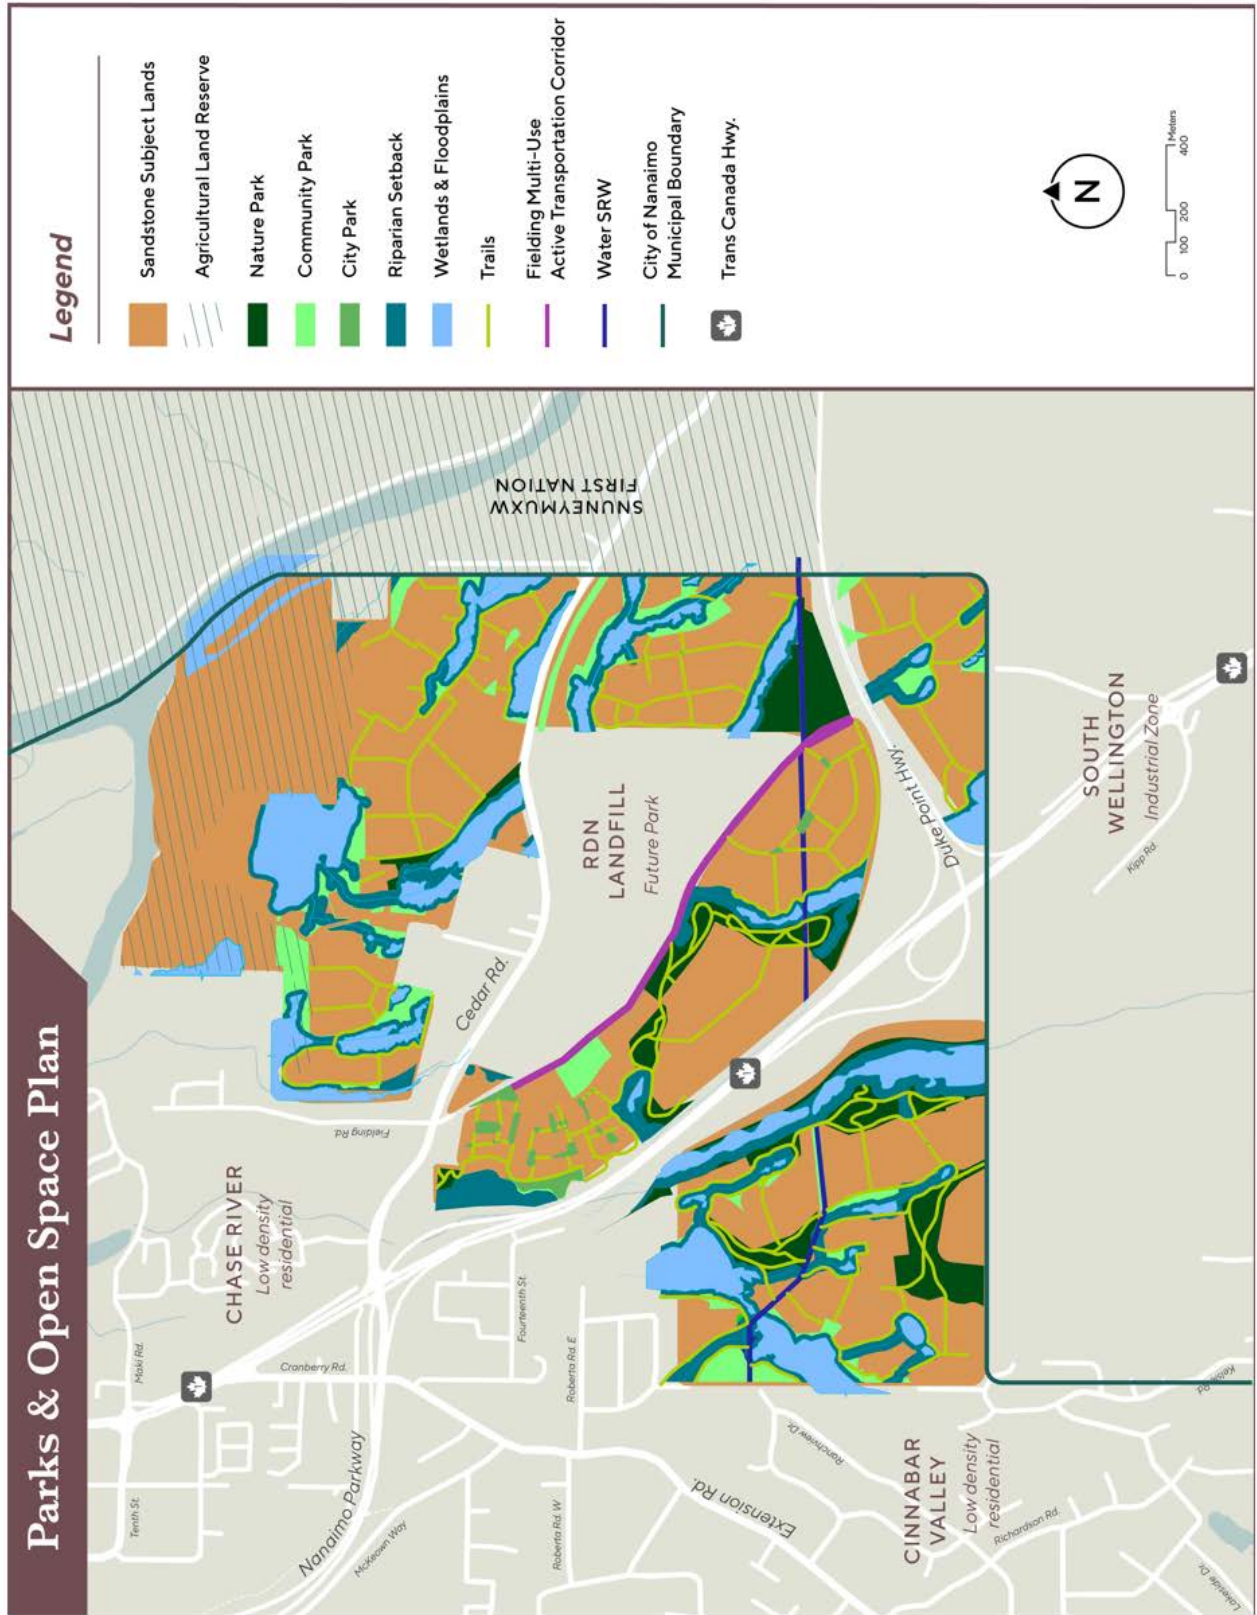 Parks & Open Space Plan
Legend
Sandstone Subject Lands
Agricultural Land Reserve
Nature Park
Community Park
City Park
Riparian Setback
Wetlands & Floodplains
Trails
Fielding Multi-Use
Active Transportation Corridor
Water SRW
City of Nanaimo
Municipal Boundary
Trans Canada Hwy.
N
0 100 200 400 Meters
Tenth St.
Maki Rd.
Nanaimo Parkway
McKeown Way
Cranberry Rd.
CHASE RIVER
Low density
residential
Fielding Rd.
Cedar Rd.
Fourteenth St.
Roberta Rd. E
Roberta Rd. W
SNUNEYMUXW
FIRST NATION
RDN
LANDFILL
Future Park
Duke Point Hwy.
Extension Rd.
Ranchview Dr.
CINNABAR
VALLEY
Low density
residential
Richardson Rd.
Lakeside Dr.
SOUTH
WELLINGTON
Industrial Zone
Kipp Rd.